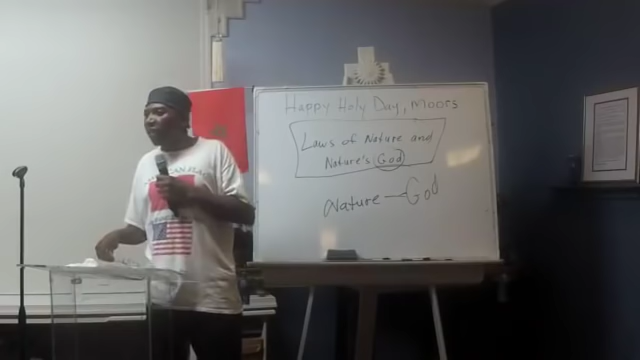 Happy Holy Day, Moors
Laws of Nature and
Nature's God
Nature — God